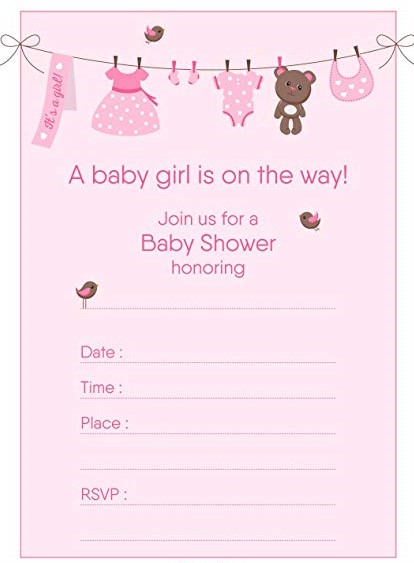 It's a girl!
A baby girl is on the way!
Join us for a
Baby Shower
honoring
Date :
Time :
Place :
RSVP :